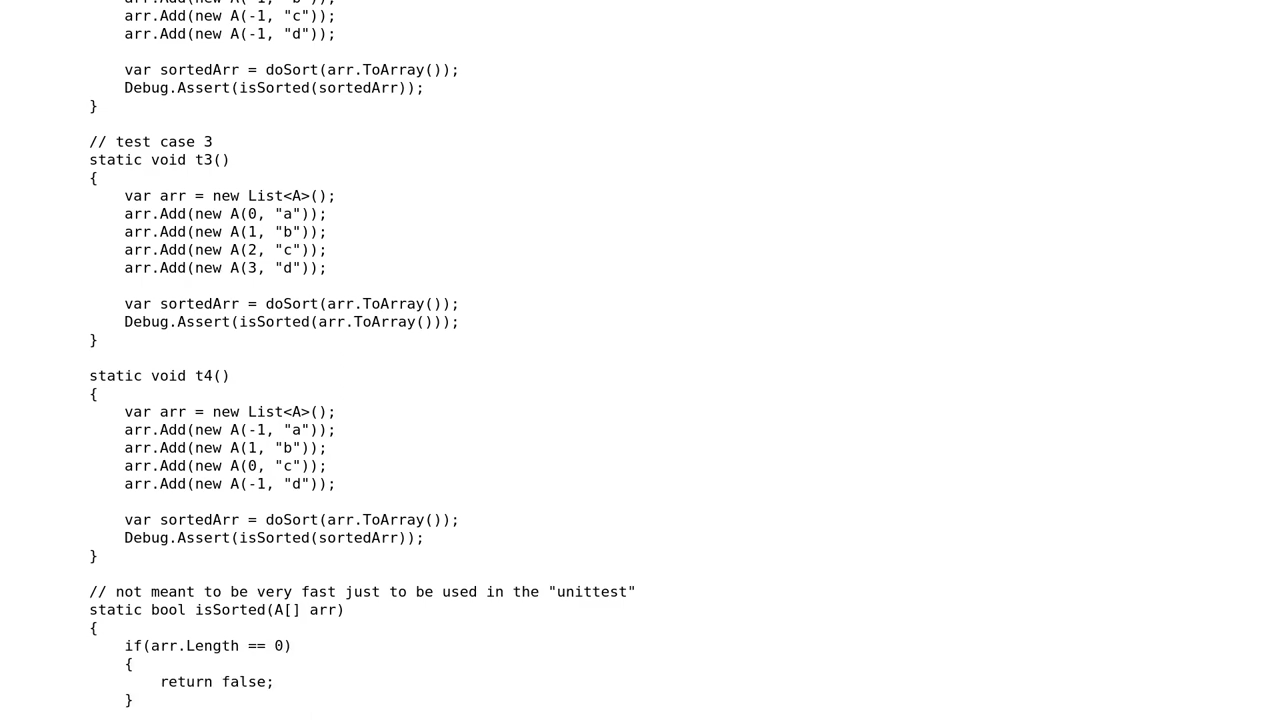 arr.Add(new A(-1, "b"));
arr.Add(new A(-1, "c"));
arr.Add(new A(-1, "d"));
var sortedArr = doSort(arr.ToArray());
Debug.Assert(isSorted(sortedArr));
}
// test case 3
static void t3()
{
var arr = new List<A>();
arr.Add(new A(0, "a"));
arr.Add(new A(1, "b"));
arr.Add(new A(2, "c"));
arr.Add(new A(3, "d"));
var sortedArr = doSort(arr.ToArray());
Debug.Assert(isSorted(arr.ToArray()));
}
static void t4()
{
var arr = new List<A>();
arr.Add(new A(-1, "a"));
arr.Add(new A(1, "b"));
arr.Add(new A(0, "c"));
arr.Add(new A(-1, "d"));
var sortedArr = doSort(arr.ToArray());
Debug.Assert(isSorted(sortedArr));
}
// not meant to be very fast just to be used in the "unittest"
static bool isSorted(A[] arr)
{
if(arr.Length == 0)
{
return false;
}